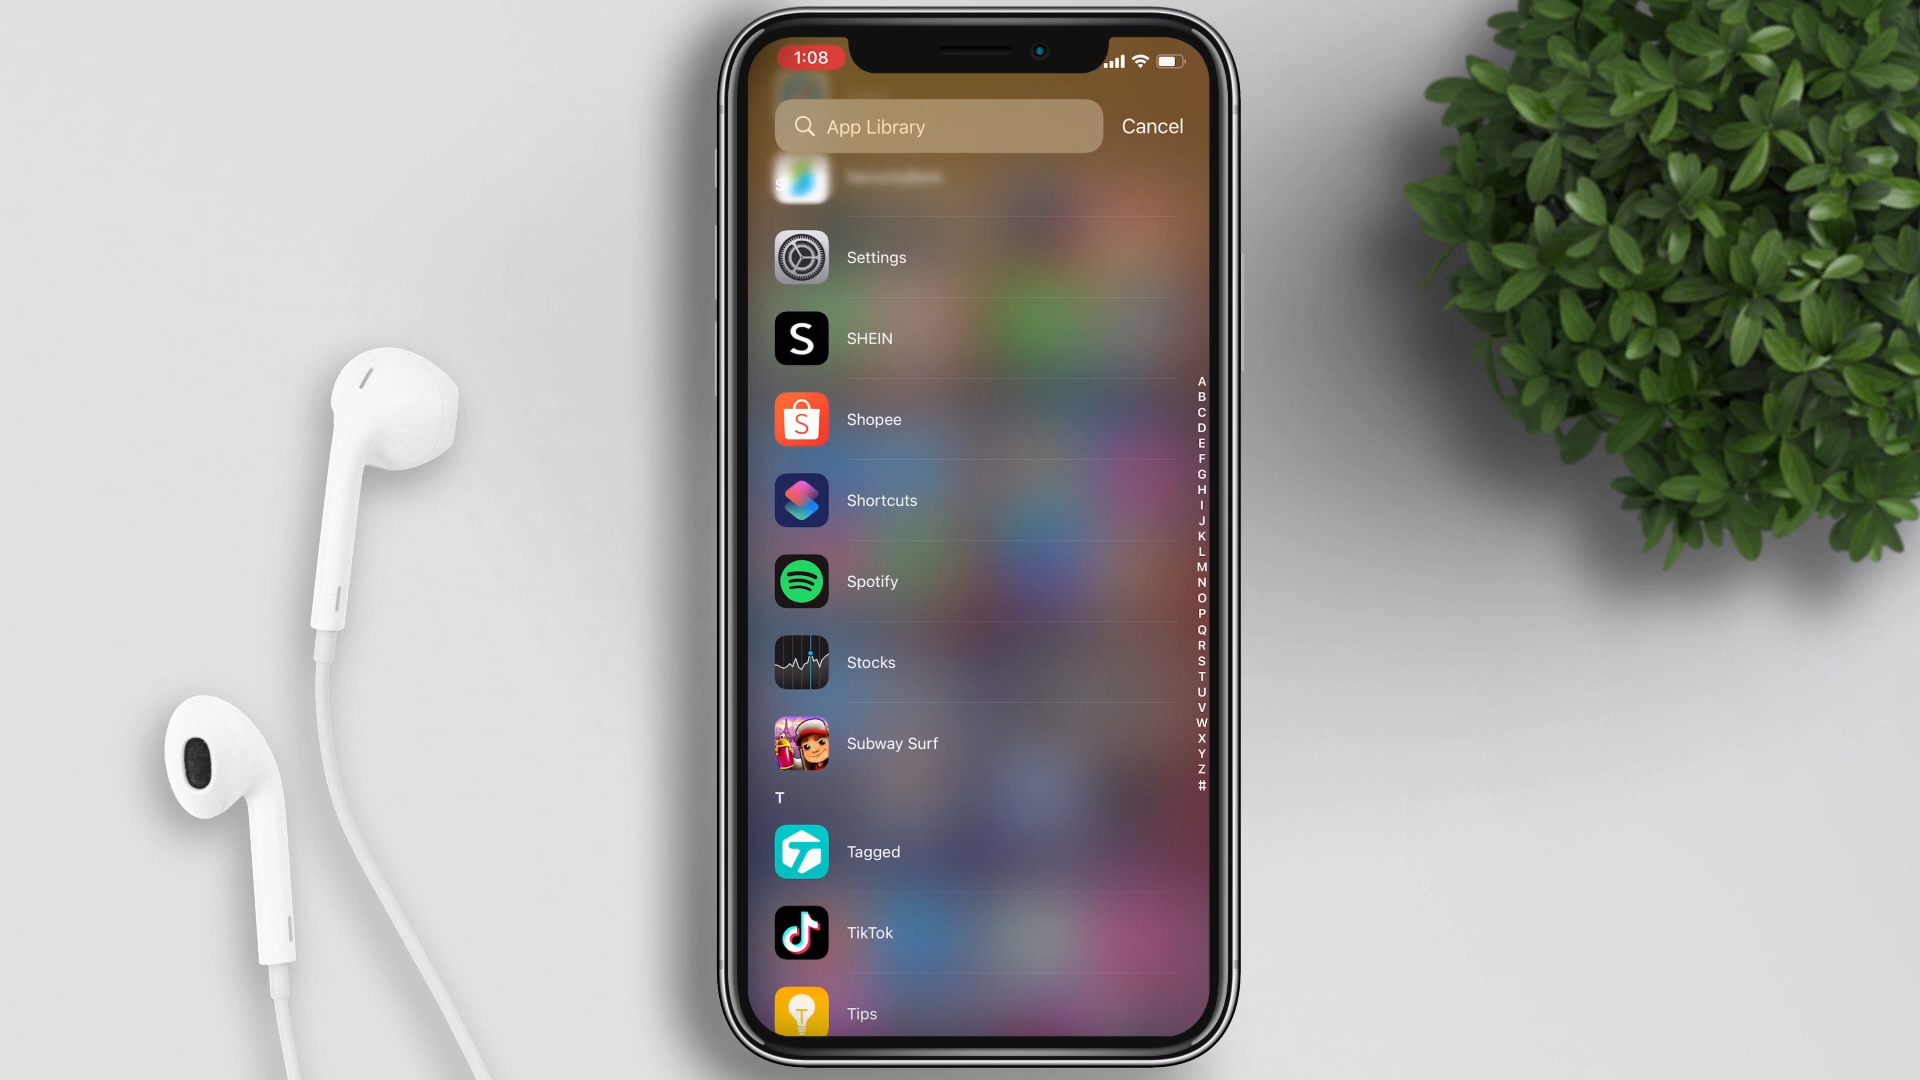 1:08
App Library
Cancel
S
Settings
S
SHEIN
S
Shopee
Shortcuts
Spotify
Stocks
Subway Surf
T
Tagged
TikTok
T
Tips
A
B
C
D
E
F
G
H
I
J
K
L
M
N
O
P
Q
R
S
T
U
V
W
X
Y
Z
#